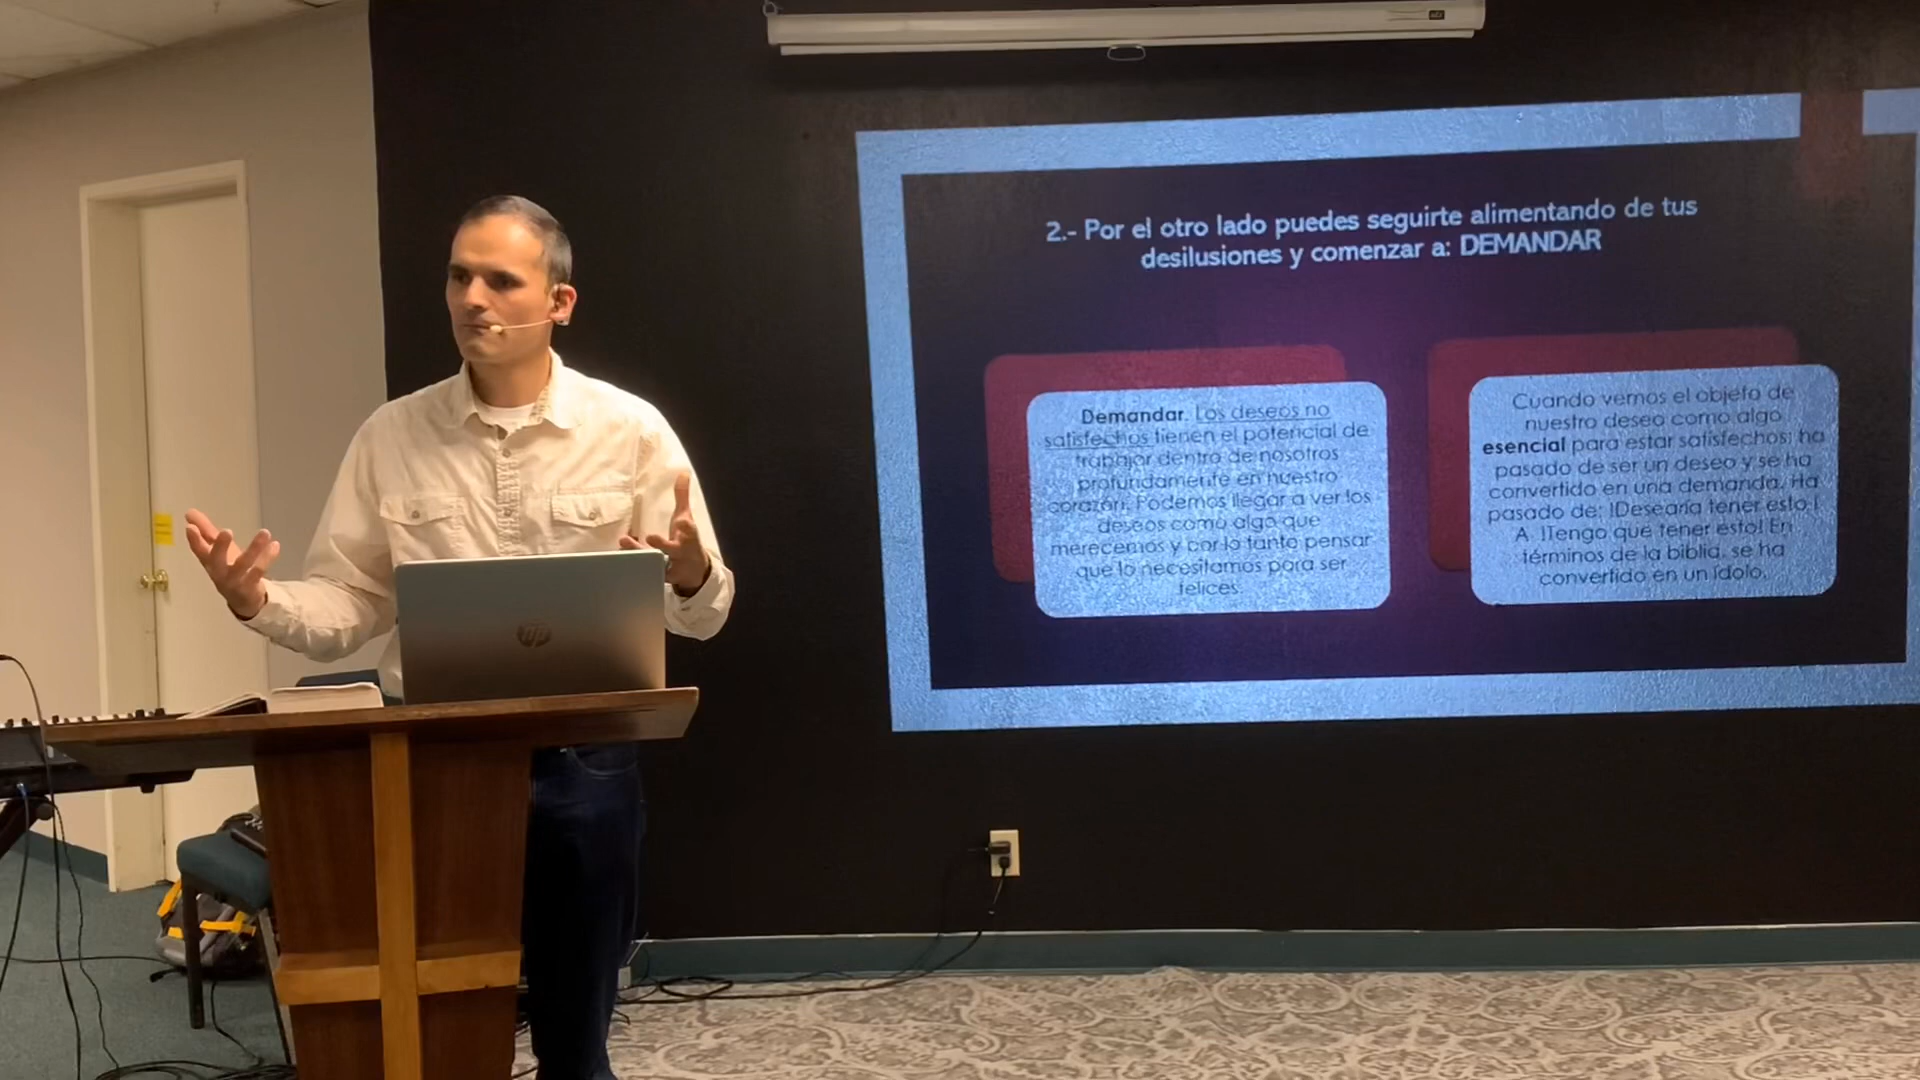 2.- Por el otro lado puedes seguirte alimentando de tus
desilusiones y comenzar a: DEMANDAR
Demandar. Los deseos no
satisfechos tienen el potencial de
trabajar dentro de nosotros
profundamente en nuestro
corazón. Podemos llegar a ver los
deseos como algo que
merecemos y por lo tanto pensar
que lo necesitamos para ser
felices.
Cuando vemos el objeto de
nuestro deseo como algo
esencial para estar satisfechos; ha
pasado de ser un deseo y se ha
convertido en una demanda. Ha
pasado de: !Desearía tener esto !
A !Tengo que tener esto! En
términos de la biblia, se ha
convertido en un ídolo.
hp